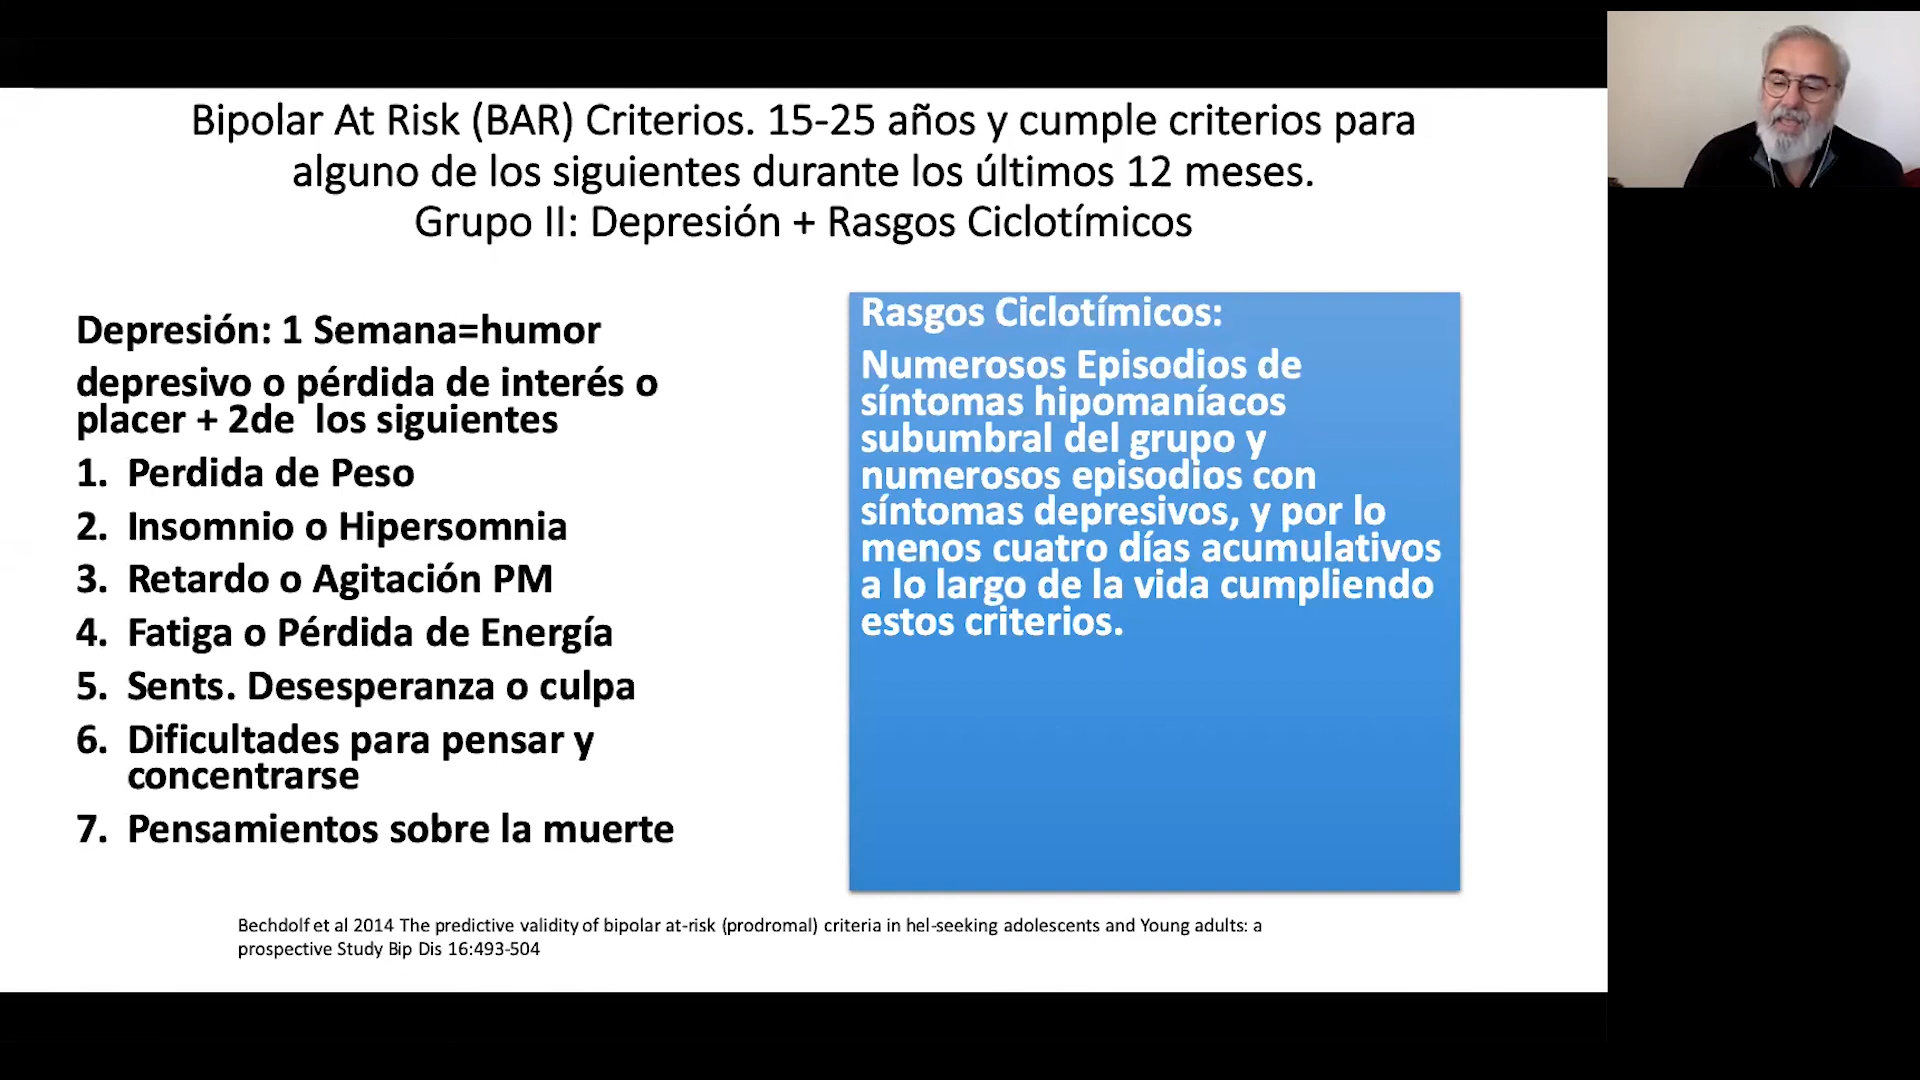 Bipolar At Risk (BAR) Criterios. 15-25 años y cumple criterios para
alguno de los siguientes durante los últimos 12 meses.
Grupo II: Depresión + Rasgos Ciclotímicos
Depresión: 1 Semana=humor
depresivo o pérdida de interés o
placer + 2de  los siguientes
1. Perdida de Peso
2. Insomnio o Hipersomnia
3. Retardo o Agitación PM
4. Fatiga o Pérdida de Energía
5. Sents. Desesperanza o culpa
6. Dificultades para pensar y
concentrarse
7. Pensamientos sobre la muerte
Rasgos Ciclotímicos:
Numerosos Episodios de
síntomas hipomaníacos
subumbral del grupo y
numerosos episodios con
síntomas depresivos, y por lo
menos cuatro días acumulativos
a lo largo de la vida cumpliendo
estos criterios.
Bechdolf et al 2014 The predictive validity of bipolar at-risk (prodromal) criteria in hel-seeking adolescents and Young adults: a
prospective Study Bip Dis 16:493-504